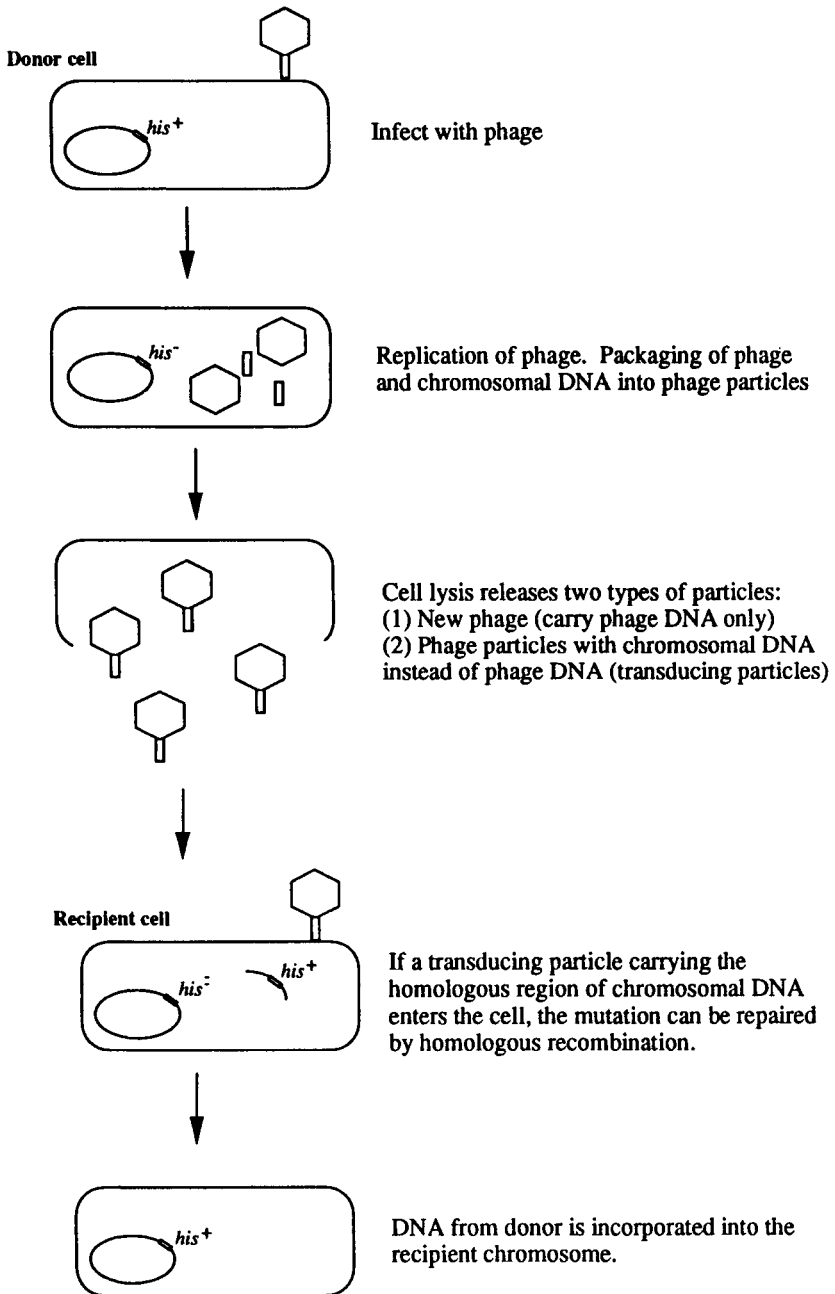 Donor cell
his+
Infect with phage
his-
Replication of phage. Packaging of phage
and chromosomal DNA into phage particles
Cell lysis releases two types of particles:
(1) New phage (carry phage DNA only)
(2) Phage particles with chromosomal DNA
instead of phage DNA (transducing particles)
Recipient cell
his-
his+
If a transducing particle carrying the
homologous region of chromosomal DNA
enters the cell, the mutation can be repaired
by homologous recombination.
his+
DNA from donor is incorporated into the
recipient chromosome.